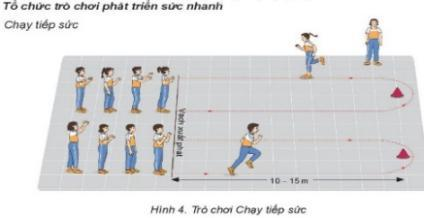 Tổ chức trò chơi phát triển sức nhanh
Chạy tiếp sức
Vạch xuất phát
10 – 15 m
Hình 4. Trò chơi Chạy tiếp sức